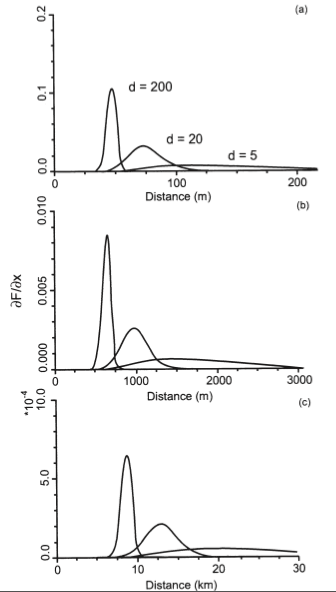 (a)
0.2
0.1
0.0
d = 200
d = 20
d = 5
0 100 200
Distance (m)
(b)
0.010
0.005
0.000
∂F/∂x
0 1000 2000 3000
Distance (m)
(c)
*10-4
10.0
5.0
0.0
0 10 20 30
Distance (km)